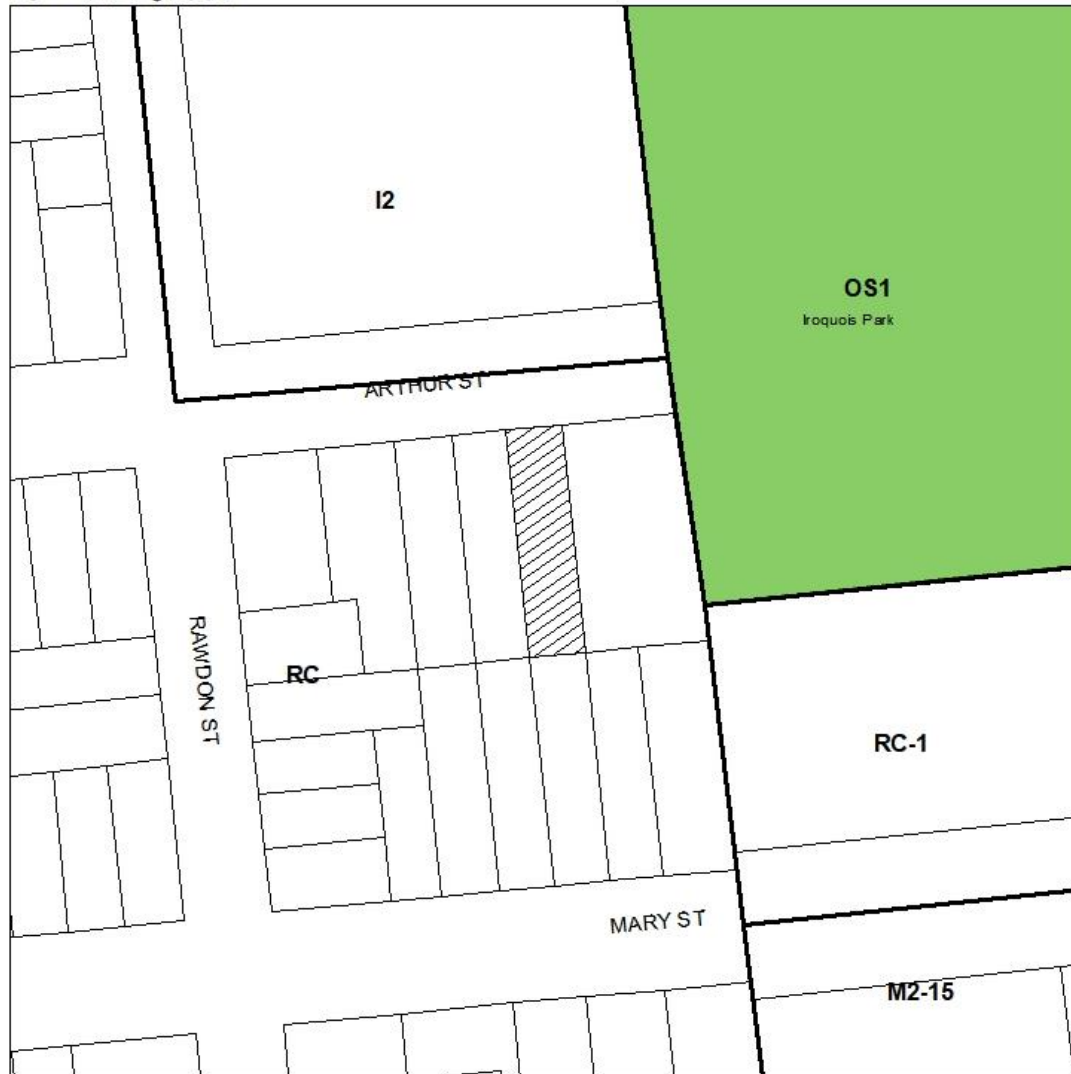 I2
OS1
Iroquois Park
ARTHUR ST
RAWDON ST
RC
RC-1
MARY ST
M2-15